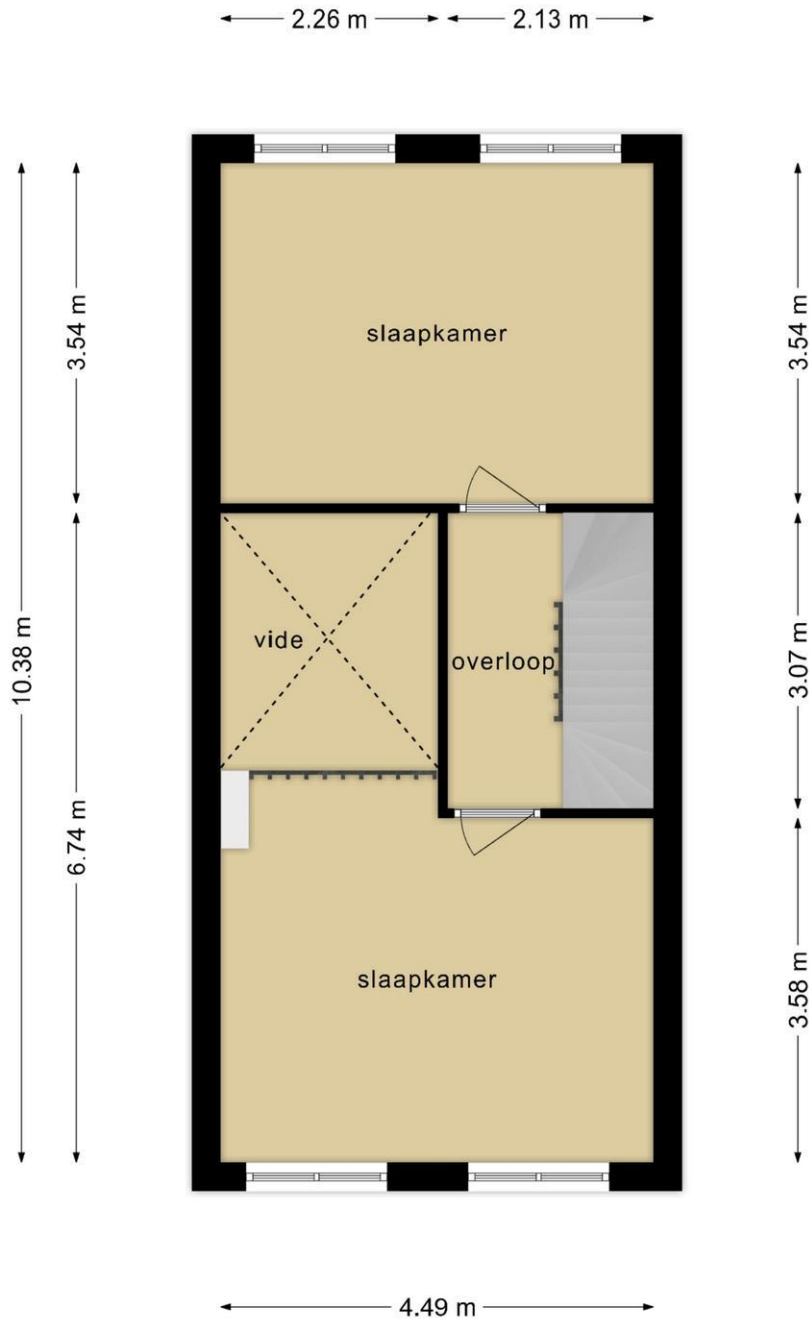 2.26 m
2.13 m
3.54 m
3.54 m
slaapkamer
10.38 m
vide
overloop
3.07 m
6.74 m
slaapkamer
3.58 m
4.49 m